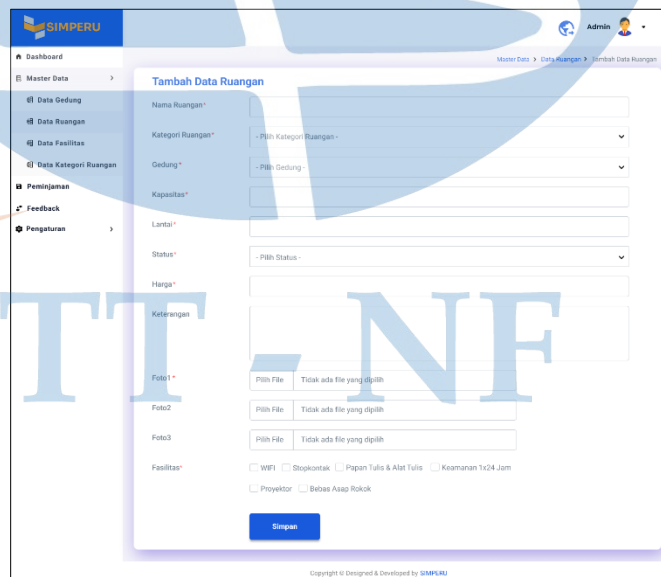 SIMPERU
Admin
Dashboard
Master Data
Data Gedung
Data Ruangan
Data Fasilitas
Data Kategori Ruangan
Peminjaman
Feedback
Pengaturan
Master Data > Data Ruangan > Tambah Data Ruangan
Tambah Data Ruangan
Nama Ruangan*
Kategori Ruangan* - Pilih Kategori Ruangan -
Gedung* - Pilih Gedung -
Kapasitas*
Lantai*
Status* - Pilih Status -
Harga*
Keterangan
Foto1 * Pilih File Tidak ada file yang dipilih
Foto2 Pilih File Tidak ada file yang dipilih
Foto3 Pilih File Tidak ada file yang dipilih
Fasilitas* WIFI Stopkontak Papan Tulis & Alat Tulis Keamanan 1x24 Jam
Proyektor Bebas Asap Rokok
Simpan
Copyright © Designed & Developed by SIMPERU
TT - NF